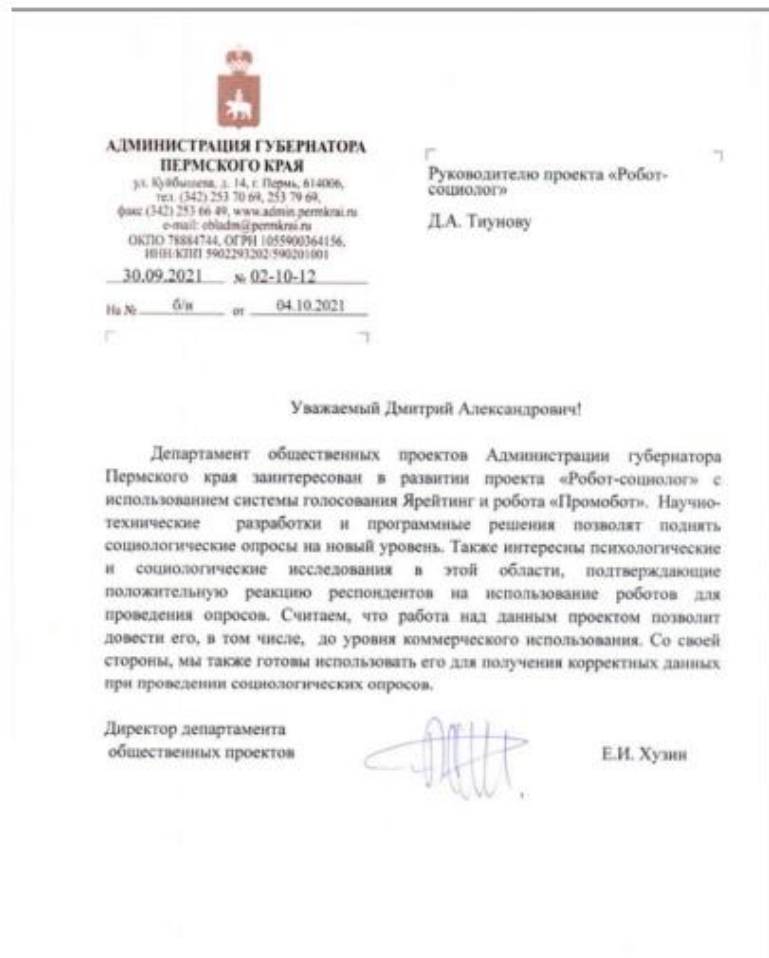 АДМИНИСТРАЦИЯ ГУБЕРНАТОРА
ПЕРМСКОГО КРАЯ
ул. Куйбышева, д. 14, г. Пермь, 614006,
тел. (342) 253 70 69, 253 79 69,
факс (342) 253 66 49, www.admin.permkrai.ru
e-mail: obladm@permkrai.ru
ОКПО 78884744, ОГРН 1055900364156,
ИНН/КПП 5902293202/590201001
30.09.2021 № 02-10-12
На № б/н от 04.10.2021
Руководителю проекта «Робот-
социолог»
Д.А. Тиунову
Уважаемый Дмитрий Александрович!
Департамент общественных проектов Администрации губернатора
Пермского края заинтересован в развитии проекта «Робот-социолог» с
использованием системы голосования Ярейтинг и робота «Промобот». Научно-
технические разработки и программные решения позволят поднять
социологические опросы на новый уровень. Также интересны психологические
и социологические исследования в этой области, подтверждающие
положительную реакцию респондентов на использование роботов для
проведения опросов. Считаем, что работа над данным проектом позволит
довести его, в том числе, до уровня коммерческого использования. Со своей
стороны, мы также готовы использовать его для получения корректных данных
при проведении социологических опросов.
Директор департамента
общественных проектов
Е.И. Хузин